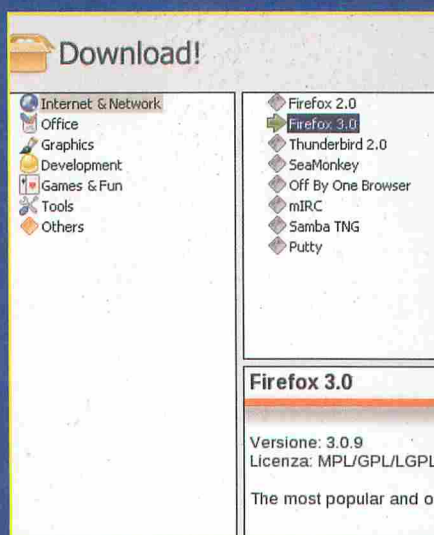 Download!
Internet & Network
Office
Graphics
Development
Games & Fun
Tools
Others
Firefox 2.0
Firefox 3.0
Thunderbird 2.0
SeaMonkey
Off By One Browser
mIRC
Samba TNG
Putty
Firefox 3.0
Versione: 3.0.9
Licenza: MPL/GPL/LGPL
The most popular and o